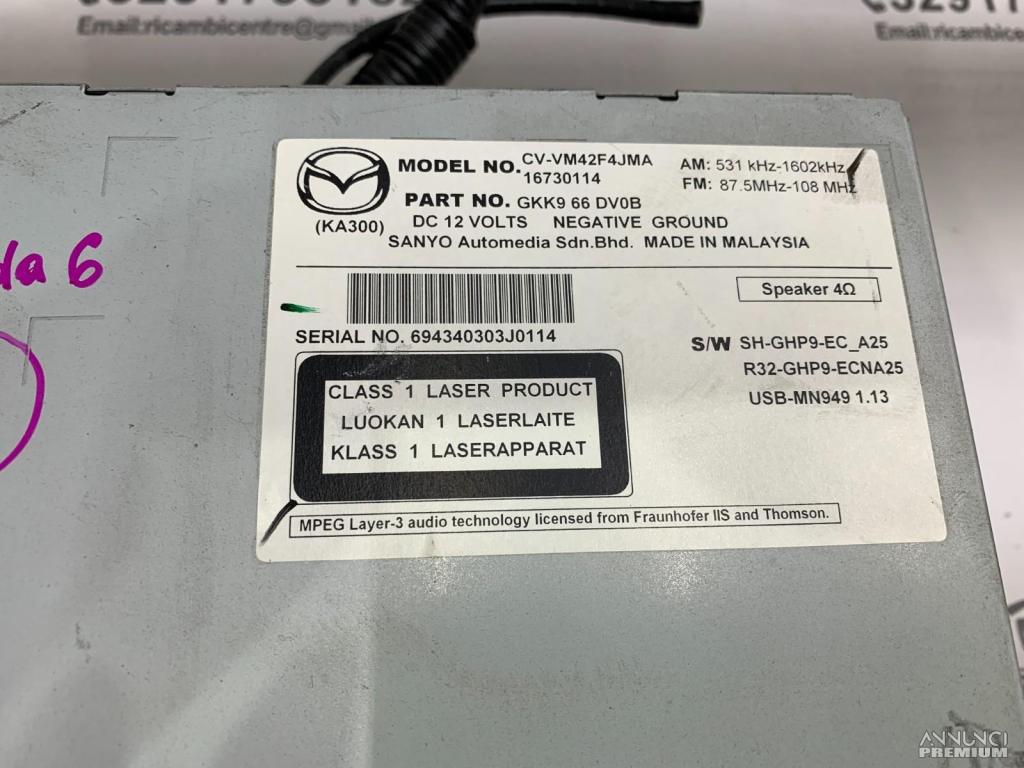 Email:ricambicentre@gma
MODEL NO. CV-VM42F4JMA
16730114
AM: 531 kHz-1602kHz
FM: 87.5MHz-108 MHz
PART NO. GKK9 66 DV0B
(KA300)
DC 12 VOLTS NEGATIVE GROUND
SANYO Automedia Sdn.Bhd. MADE IN MALAYSIA
da 6
Speaker 4Ω
SERIAL NO. 694340303J0114
S/W SH-GHP9-EC_A25
R32-GHP9-ECNA25
USB-MN949 1.13
CLASS 1 LASER PRODUCT
LUOKAN 1 LASERLAITE
KLASS 1 LASERAPPARAT
MPEG Layer-3 audio technology licensed from Fraunhofer IIS and Thomson.
ANNUNCI
PREMIUM